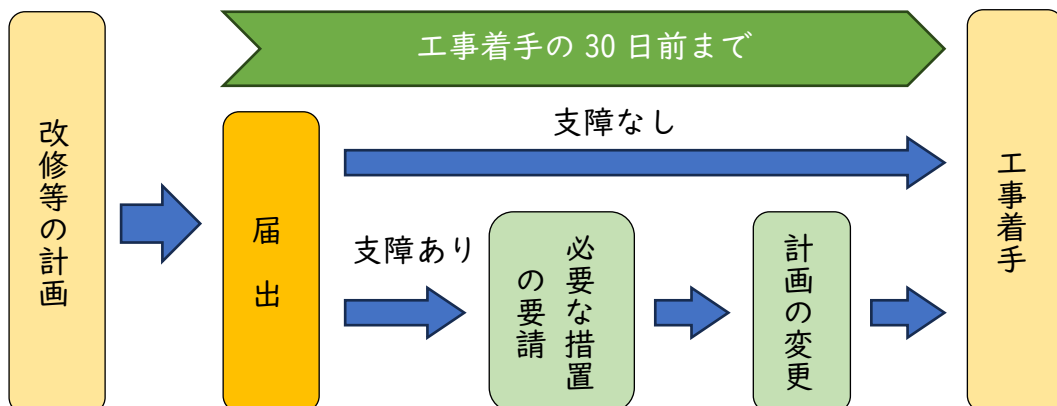 工事着手の 30 日前まで
改修等の計画
届出
支障なし
支障あり
必要な措置
の要請
計画の変更
工事着手